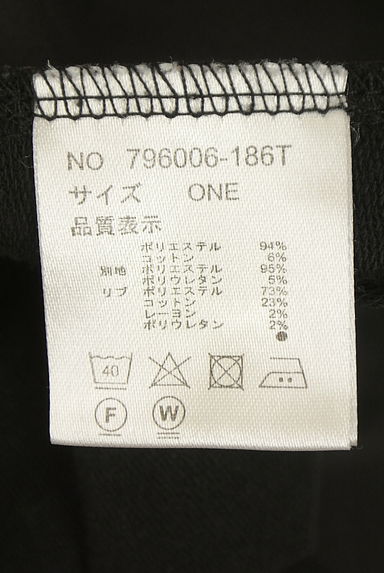 NO 796006-186T
サイズ ONE
品質表示
ポリエステル 94%
コットン 6%
別地 ポリエステル 95%
ポリウレタン 5%
リブ ポリエステル 73%
コットン 23%
レーヨン 2%
ポリウレタン 2%
40
F W